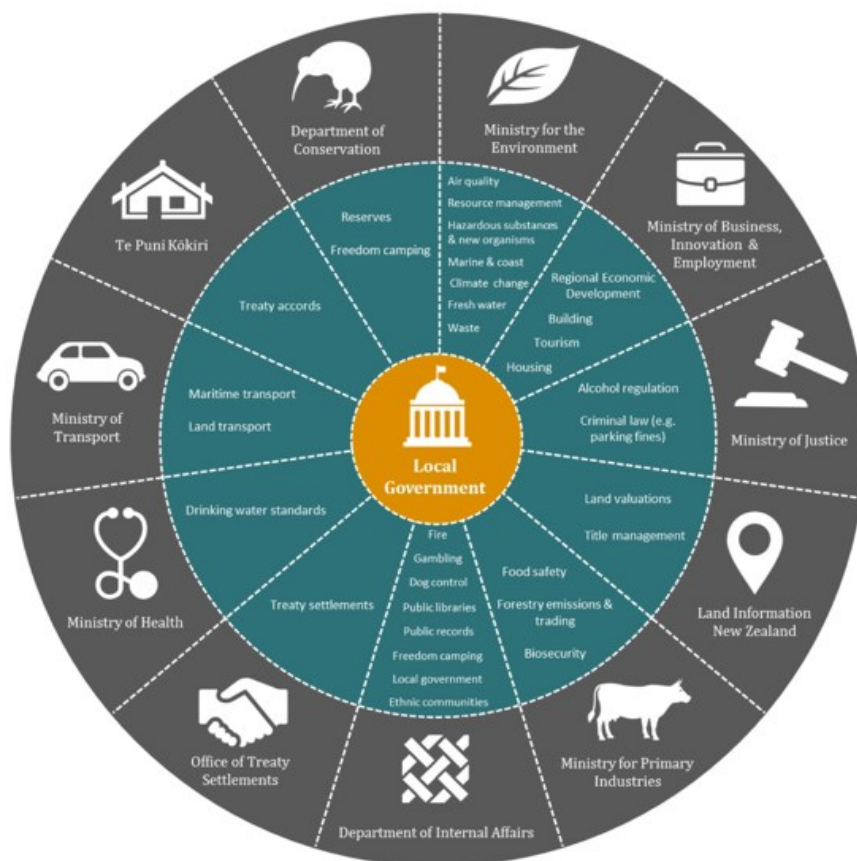 Department of
Conservation
Reserves
Freedom camping
Ministry for the
Environment
Air quality
Resource management
Hazardous substances
& new organisms
Marine & coast
Climate change
Fresh water
Waste
Ministry of Business,
Innovation &
Employment
Regional Economic
Development
Building
Tourism
Housing
Ministry of Justice
Alcohol regulation
Criminal law (e.g.
parking fines)
Land Information
New Zealand
Land valuations
Title management
Ministry for Primary
Industries
Food safety
Forestry emissions &
trading
Biosecurity
Department of Internal Affairs
Fire
Gambling
Dog control
Public libraries
Public records
Freedom camping
Local government
Ethnic communities
Office of Treaty
Settlements
Treaty settlements
Ministry of Health
Drinking water standards
Ministry of
Transport
Maritime transport
Land transport
Te Puni Kōkiri
Treaty accords
Local
Government